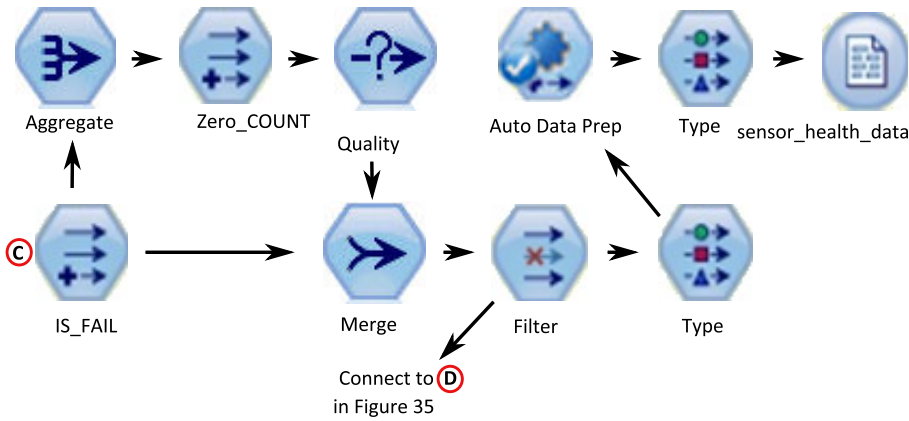 Aggregate
Zero_COUNT
Quality
Auto Data Prep
Type
sensor_health_data
C
IS_FAIL
Merge
Filter
Type
Connect to D
in Figure 35